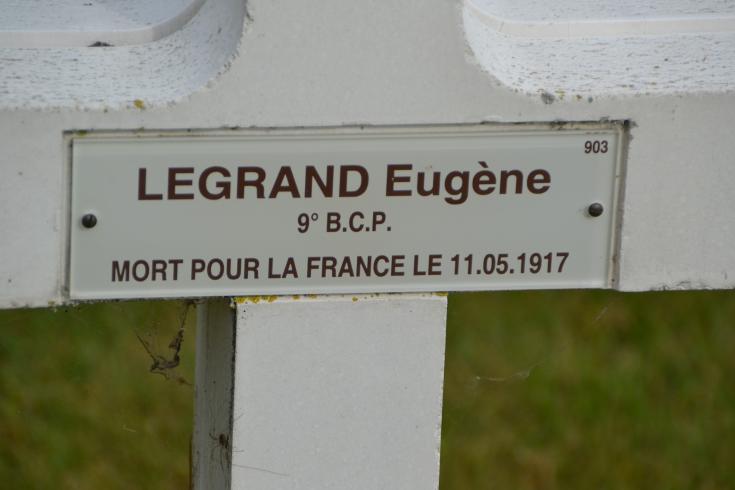 903
LEGRAND Eugène
9° B.C.P.
MORT POUR LA FRANCE LE 11.05.1917